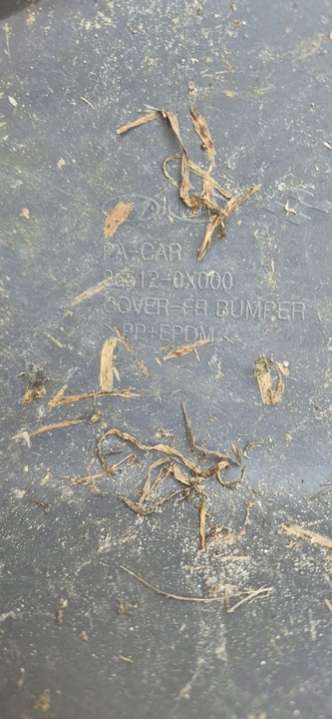 PA-CAR
86512-0X000
COVER-FR BUMPER
>PP+EPDM<